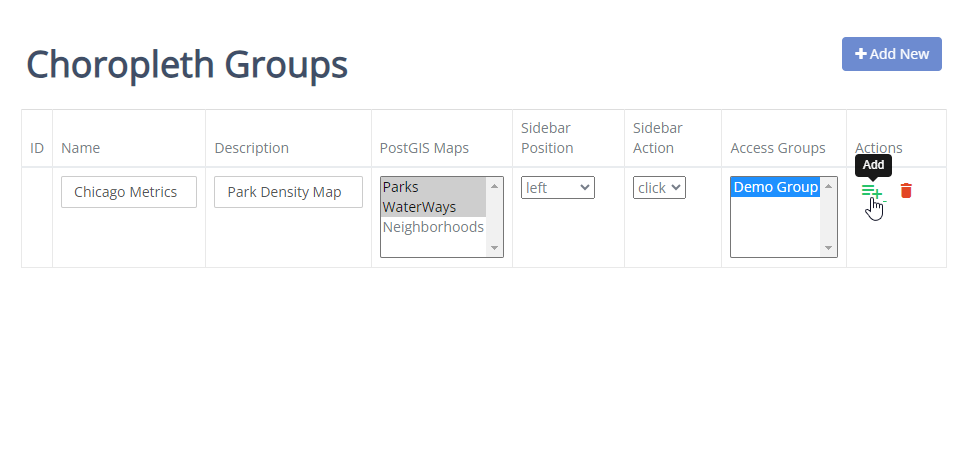 Choropleth Groups
Add New
ID Name Description PostGIS Maps Sidebar Position Sidebar Action Access Groups Actions
Add
Chicago Metrics Park Density Map Parks left click Demo Group
WaterWays
Neighborhoods